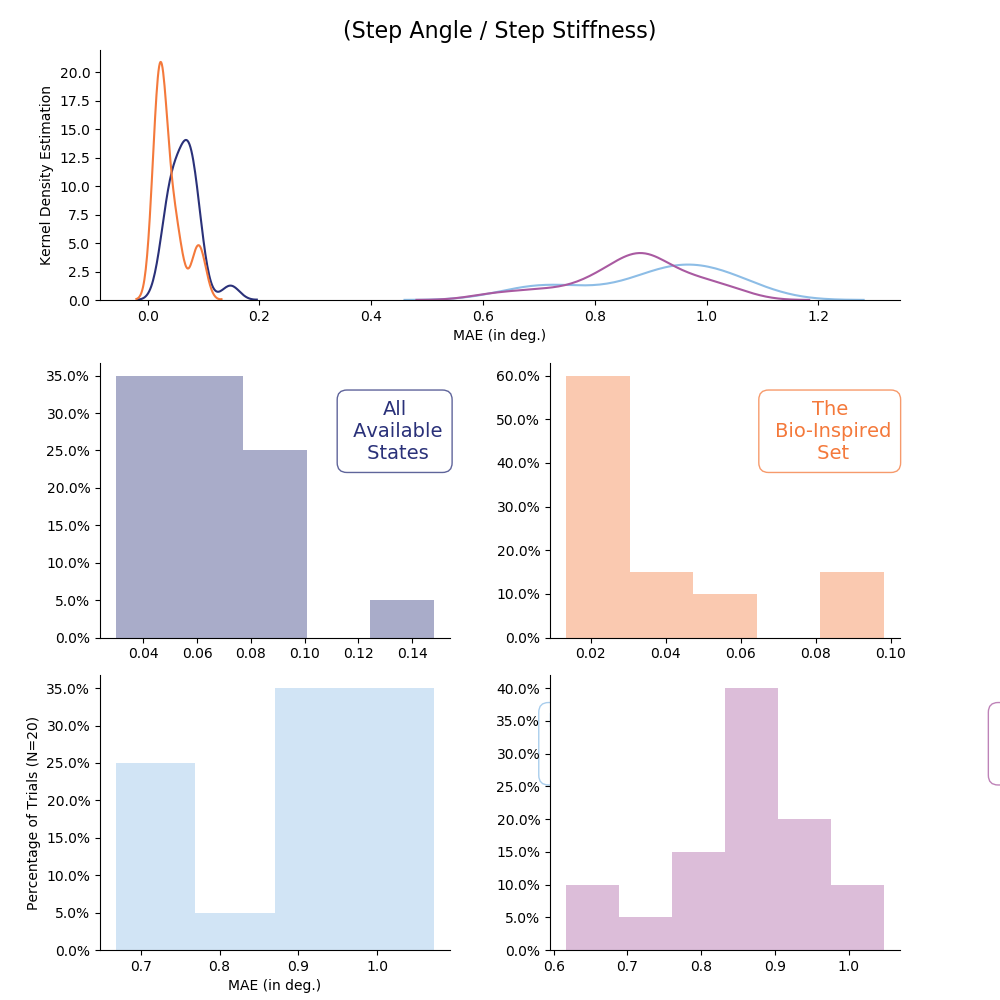 (Step Angle / Step Stiffness)
Kernel Density Estimation
20.0
17.5
15.0
12.5
10.0
7.5
5.0
2.5
0.0
0.0 0.2 0.4 0.6 0.8 1.0 1.2
MAE (in deg.)
35.0%
30.0%
25.0%
20.0%
15.0%
10.0%
5.0%
0.0%
0.04 0.06 0.08 0.10 0.12 0.14
All
Available
States
60.0%
50.0%
40.0%
30.0%
20.0%
10.0%
0.0%
0.02 0.04 0.06 0.08 0.10
The
Bio-Inspired
Set
Percentage of Trials (N=20)
35.0%
30.0%
25.0%
20.0%
15.0%
10.0%
5.0%
0.0%
0.7 0.8 0.9 1.0
MAE (in deg.)
40.0%
35.0%
30.0%
25.0%
20.0%
15.0%
10.0%
5.0%
0.0%
0.6 0.7 0.8 0.9 1.0